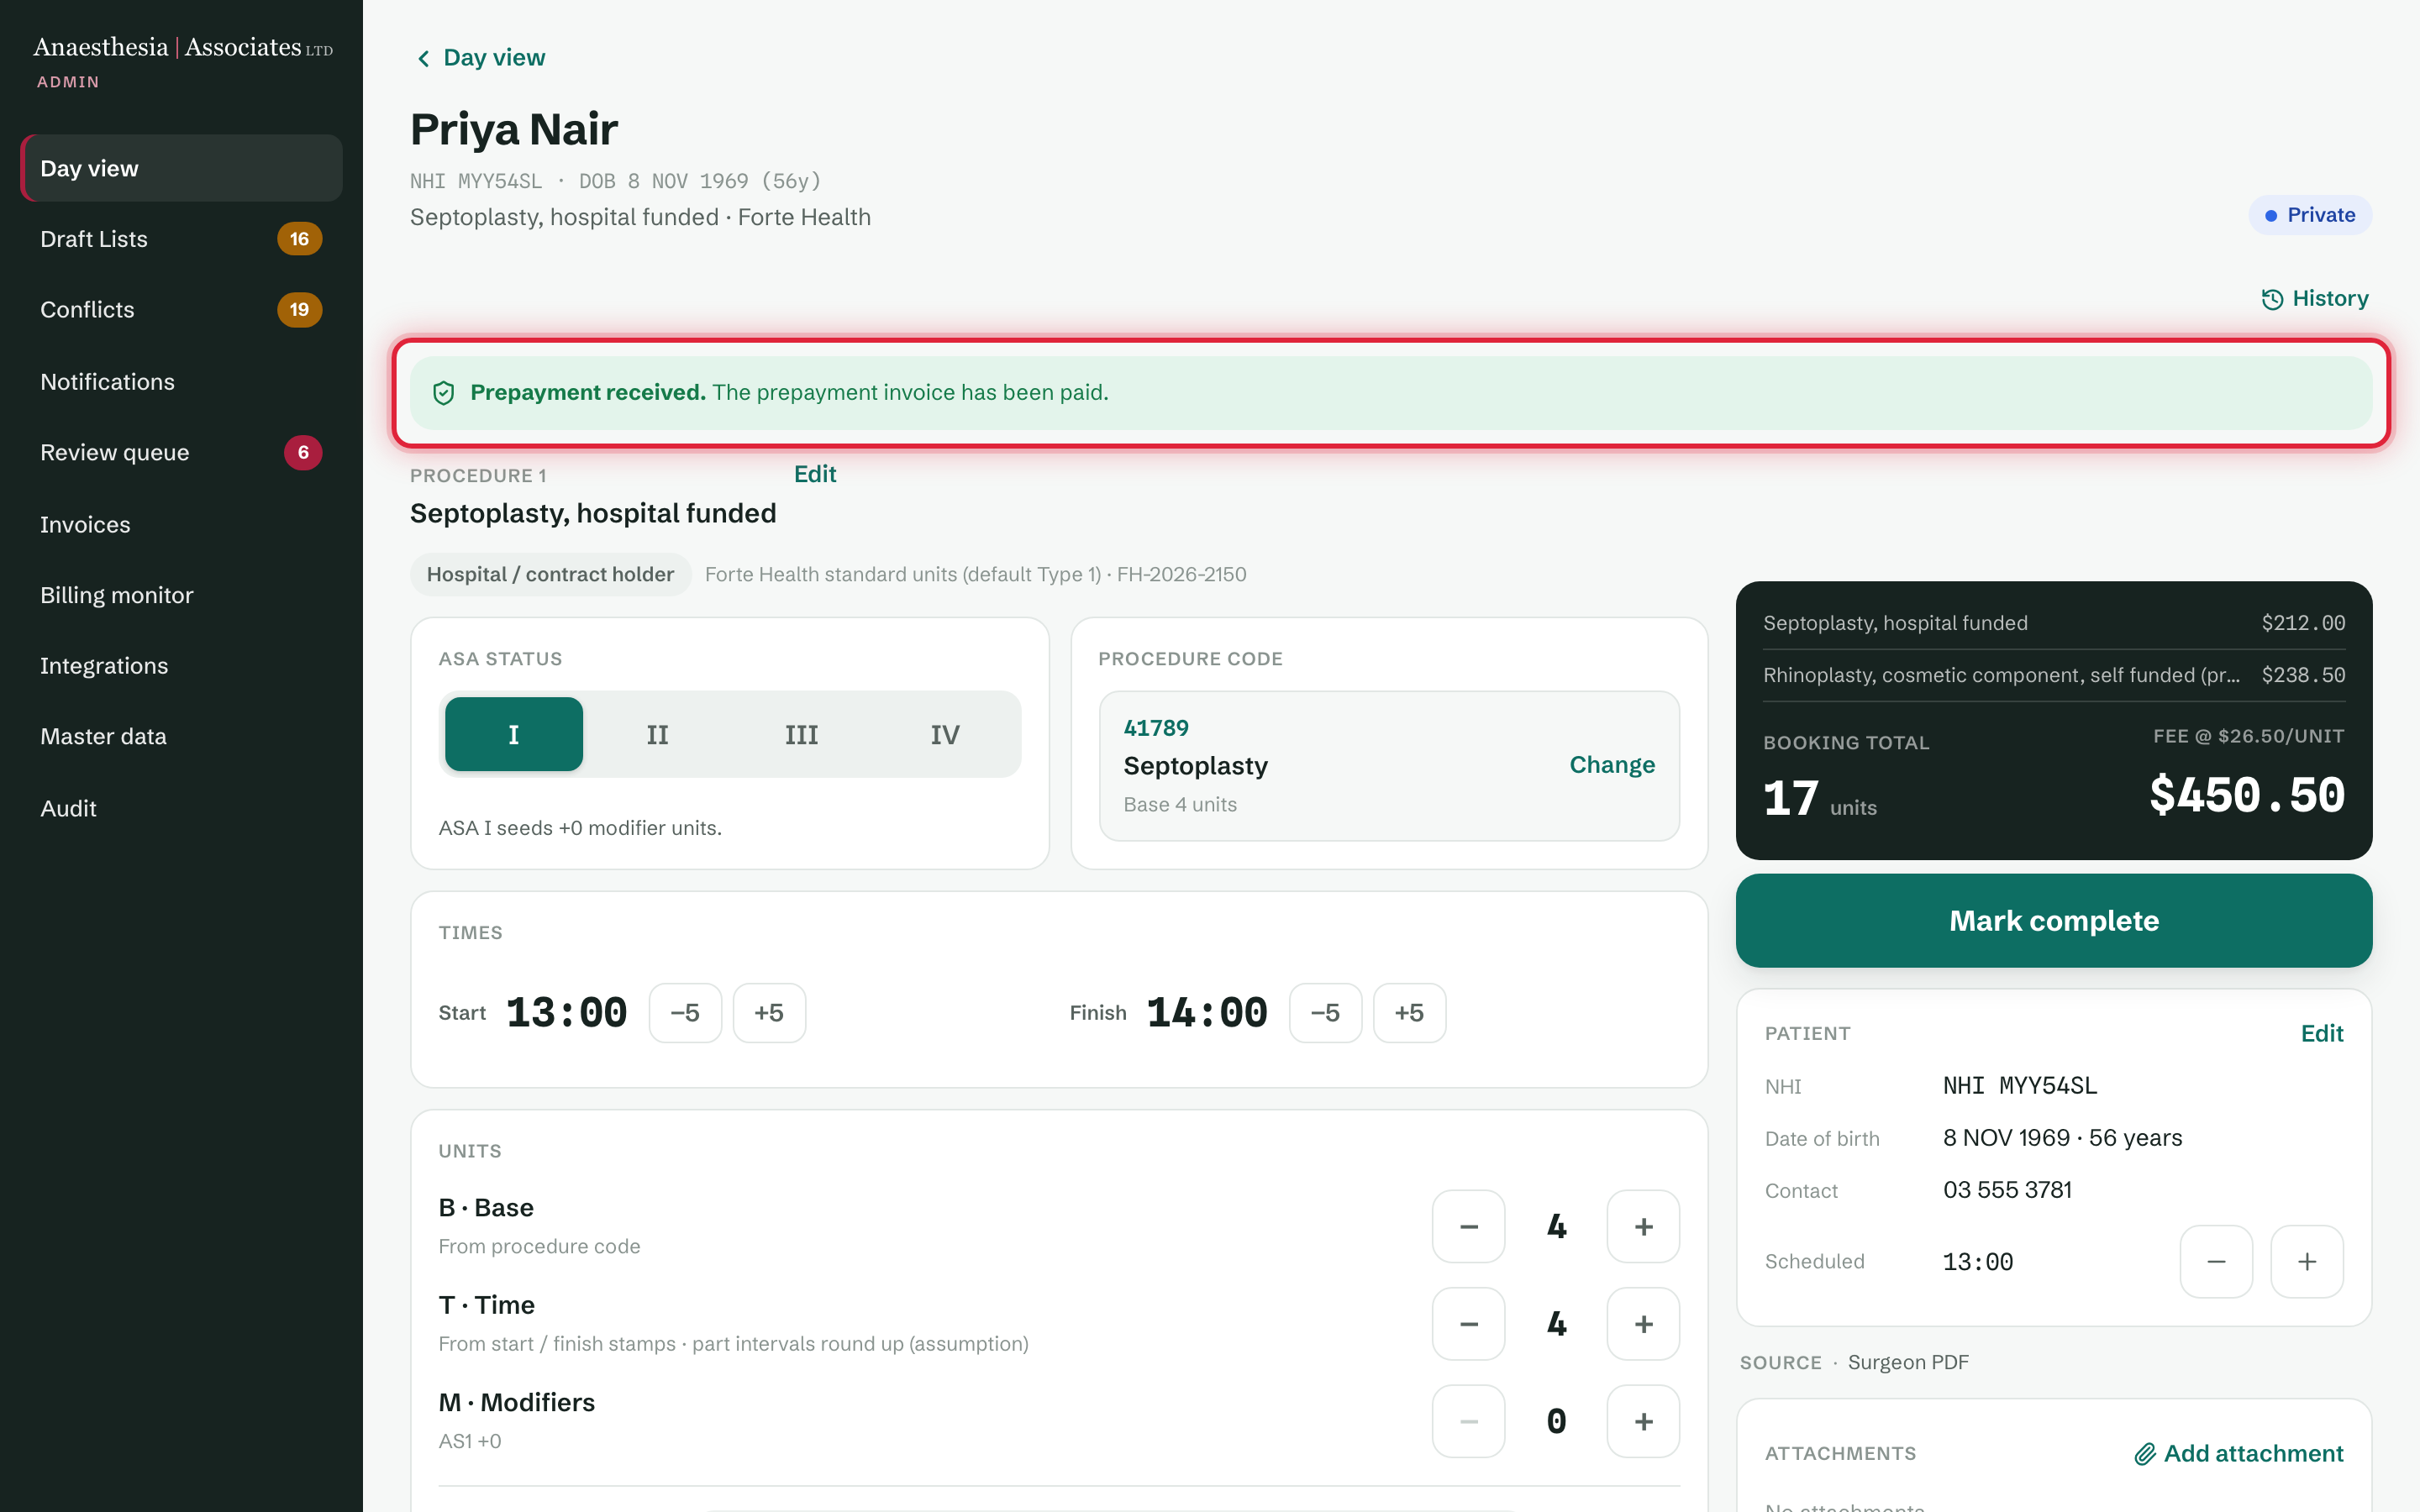 Anaesthesia | Associates LTD
ADMIN
Day view
Draft Lists 16
Conflicts 19
Notifications
Review queue 6
Invoices
Billing monitor
Integrations
Master data
Audit
Day view
Priya Nair
NHI MYY54SL · DOB 8 NOV 1969 (56y)
Septoplasty, hospital funded · Forte Health
Private
History
Prepayment received. The prepayment invoice has been paid.
PROCEDURE 1 Edit
Septoplasty, hospital funded
Hospital / contract holder Forte Health standard units (default Type 1) · FH-2026-2150
ASA STATUS
I II III IV
ASA I seeds +0 modifier units.
PROCEDURE CODE
41789
Septoplasty
Change
Base 4 units
TIMES
Start 13:00 −5 +5 Finish 14:00 −5 +5
UNITS
B · Base
From procedure code
− 4 +
T · Time
From start / finish stamps · part intervals round up (assumption)
− 4 +
M · Modifiers
AS1 +0
− 0 +
Septoplasty, hospital funded $212.00
Rhinoplasty, cosmetic component, self funded (pr... $238.50
BOOKING TOTAL FEE @ $26.50/UNIT
17 units $450.50
Mark complete
PATIENT Edit
NHI NHI MYY54SL
Date of birth 8 NOV 1969 · 56 years
Contact 03 555 3781
Scheduled 13:00 − +
SOURCE · Surgeon PDF
ATTACHMENTS Add attachment
No attachments